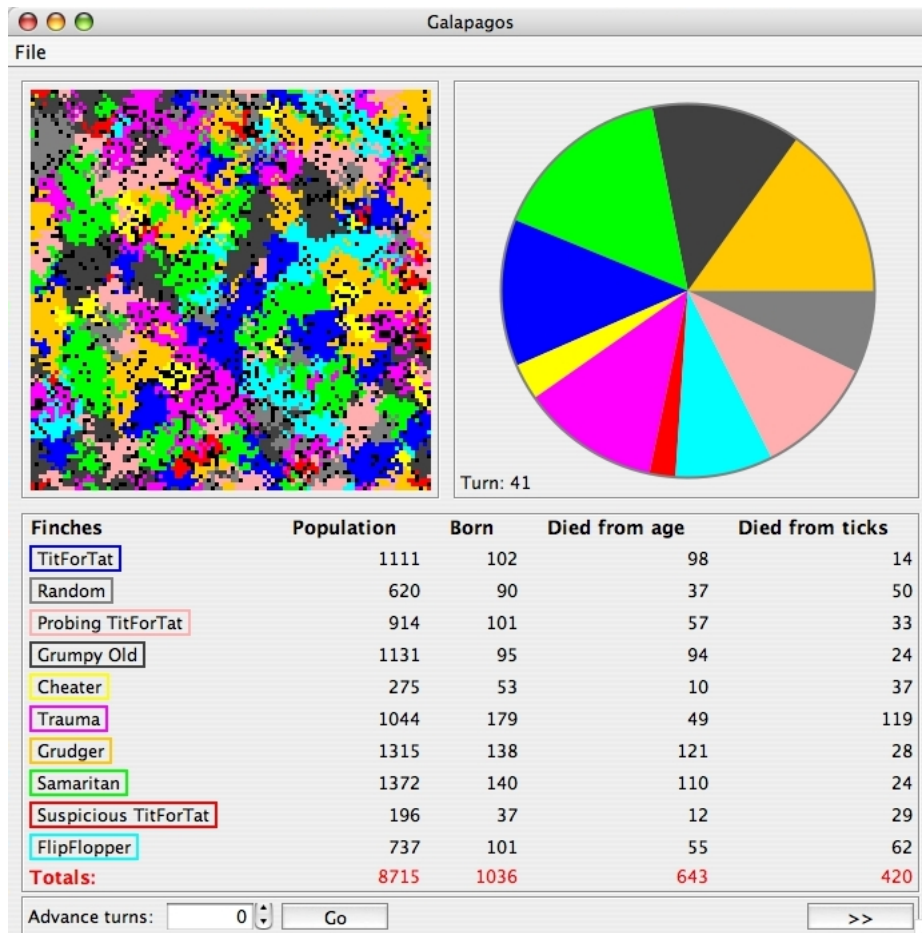 Galapagos
File
Turn: 41
Finches Population Born Died from age Died from ticks
TitForTat 1111 102 98 14
Random 620 90 37 50
Probing TitForTat 914 101 57 33
Grumpy Old 1131 95 94 24
Cheater 275 53 10 37
Trauma 1044 179 49 119
Grudger 1315 138 121 28
Samaritan 1372 140 110 24
Suspicious TitForTat 196 37 12 29
FlipFlopper 737 101 55 62
Totals: 8715 1036 643 420
Advance turns: 0 Go >>